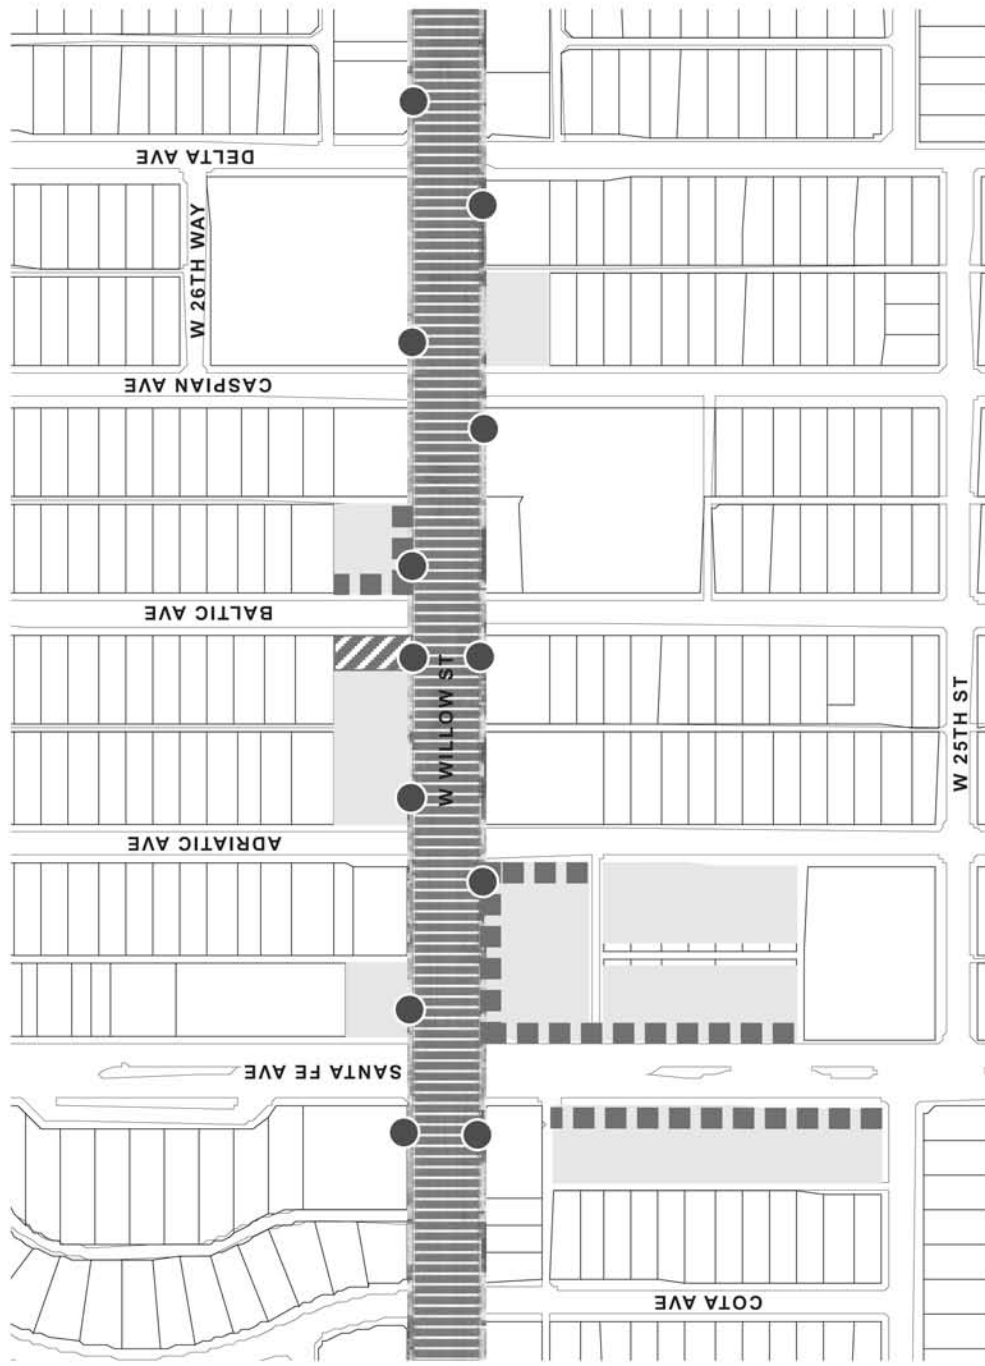 DELTA AVE
W 26TH WAY
CASPIAN AVE
BALTIC AVE
W WILLOW ST
W 25TH ST
ADRIATIC AVE
SANTA FE AVE
COTA AVE